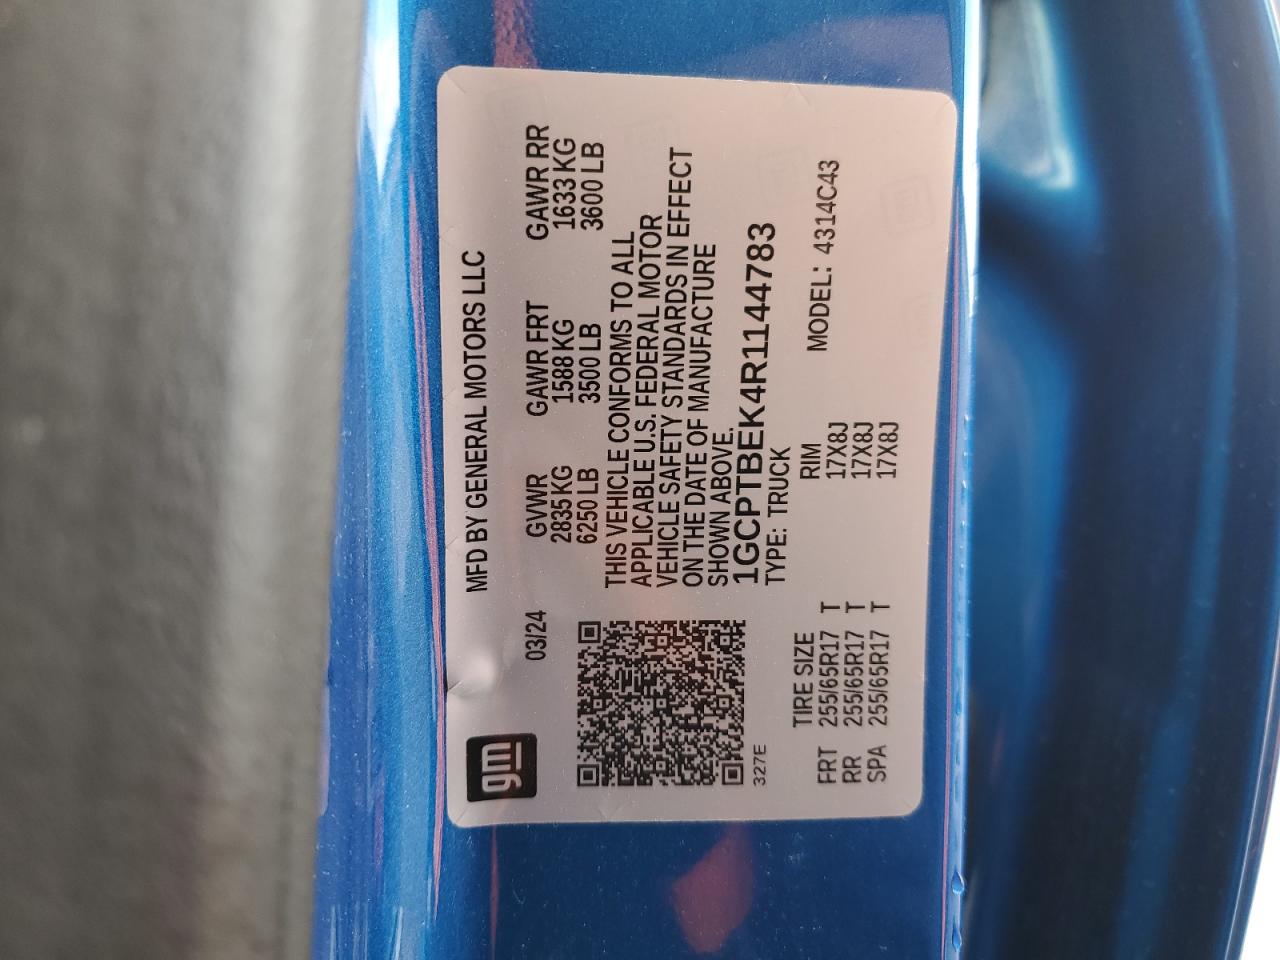 gm
MFD BY GENERAL MOTORS LLC
03/24
GVWR GAWR FRT GAWR RR
2835 KG 1588 KG 1633 KG
6250 LB 3500 LB 3600 LB
THIS VEHICLE CONFORMS TO ALL
APPLICABLE U.S. FEDERAL MOTOR
VEHICLE SAFETY STANDARDS IN EFFECT
ON THE DATE OF MANUFACTURE
SHOWN ABOVE.
1GCPTBEK4R1144783
327E
TYPE: TRUCK
TIRE SIZE RIM MODEL: 4314C43
FRT 255/65R17 T 17X8J
RR 255/65R17 T 17X8J
SPA 255/65R17 T 17X8J